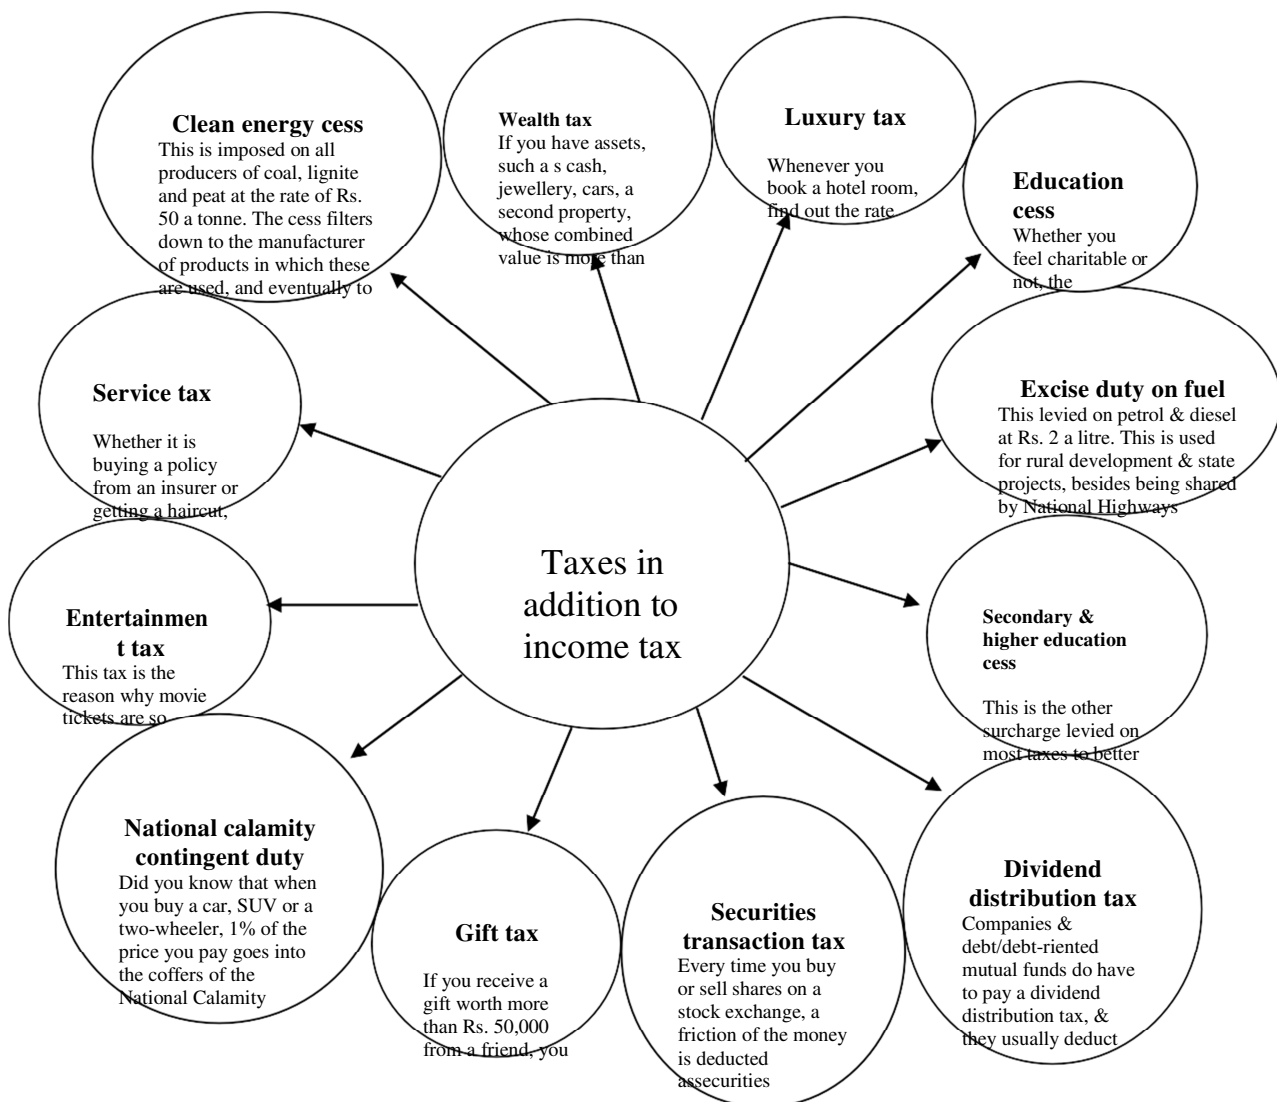 Clean energy cess
This is imposed on all
producers of coal, lignite
and peat at the rate of Rs.
50 a tonne. The cess filters
down to the manufacturer
of products in which these
are used, and eventually to
Wealth tax
If you have assets,
such a s cash,
jewellery, cars, a
second property,
whose combined
value is more than
Luxury tax
Whenever you
book a hotel room,
find out the rate
Education
cess
Whether you
feel charitable or
not, the
Service tax
Whether it is
buying a policy
from an insurer or
getting a haircut,
Excise duty on fuel
This levied on petrol & diesel
at Rs. 2 a litre. This is used
for rural development & state
projects, besides being shared
by National Highways
Taxes in
addition to
income tax
Entertainmen
t tax
This tax is the
reason why movie
tickets are so
Secondary &
higher education
cess
This is the other
surcharge levied on
most taxes to better
National calamity
contingent duty
Did you know that when
you buy a car, SUV or a
two-wheeler, 1% of the
price you pay goes into
the coffers of the
National Calamity
Gift tax
If you receive a
gift worth more
than Rs. 50,000
from a friend, you
Securities
transaction tax
Every time you buy
or sell shares on a
stock exchange, a
friction of the money
is deducted
assecurities
Dividend
distribution tax
Companies &
debt/debt-riented
mutual funds do have
to pay a dividend
distribution tax, &
they usually deduct